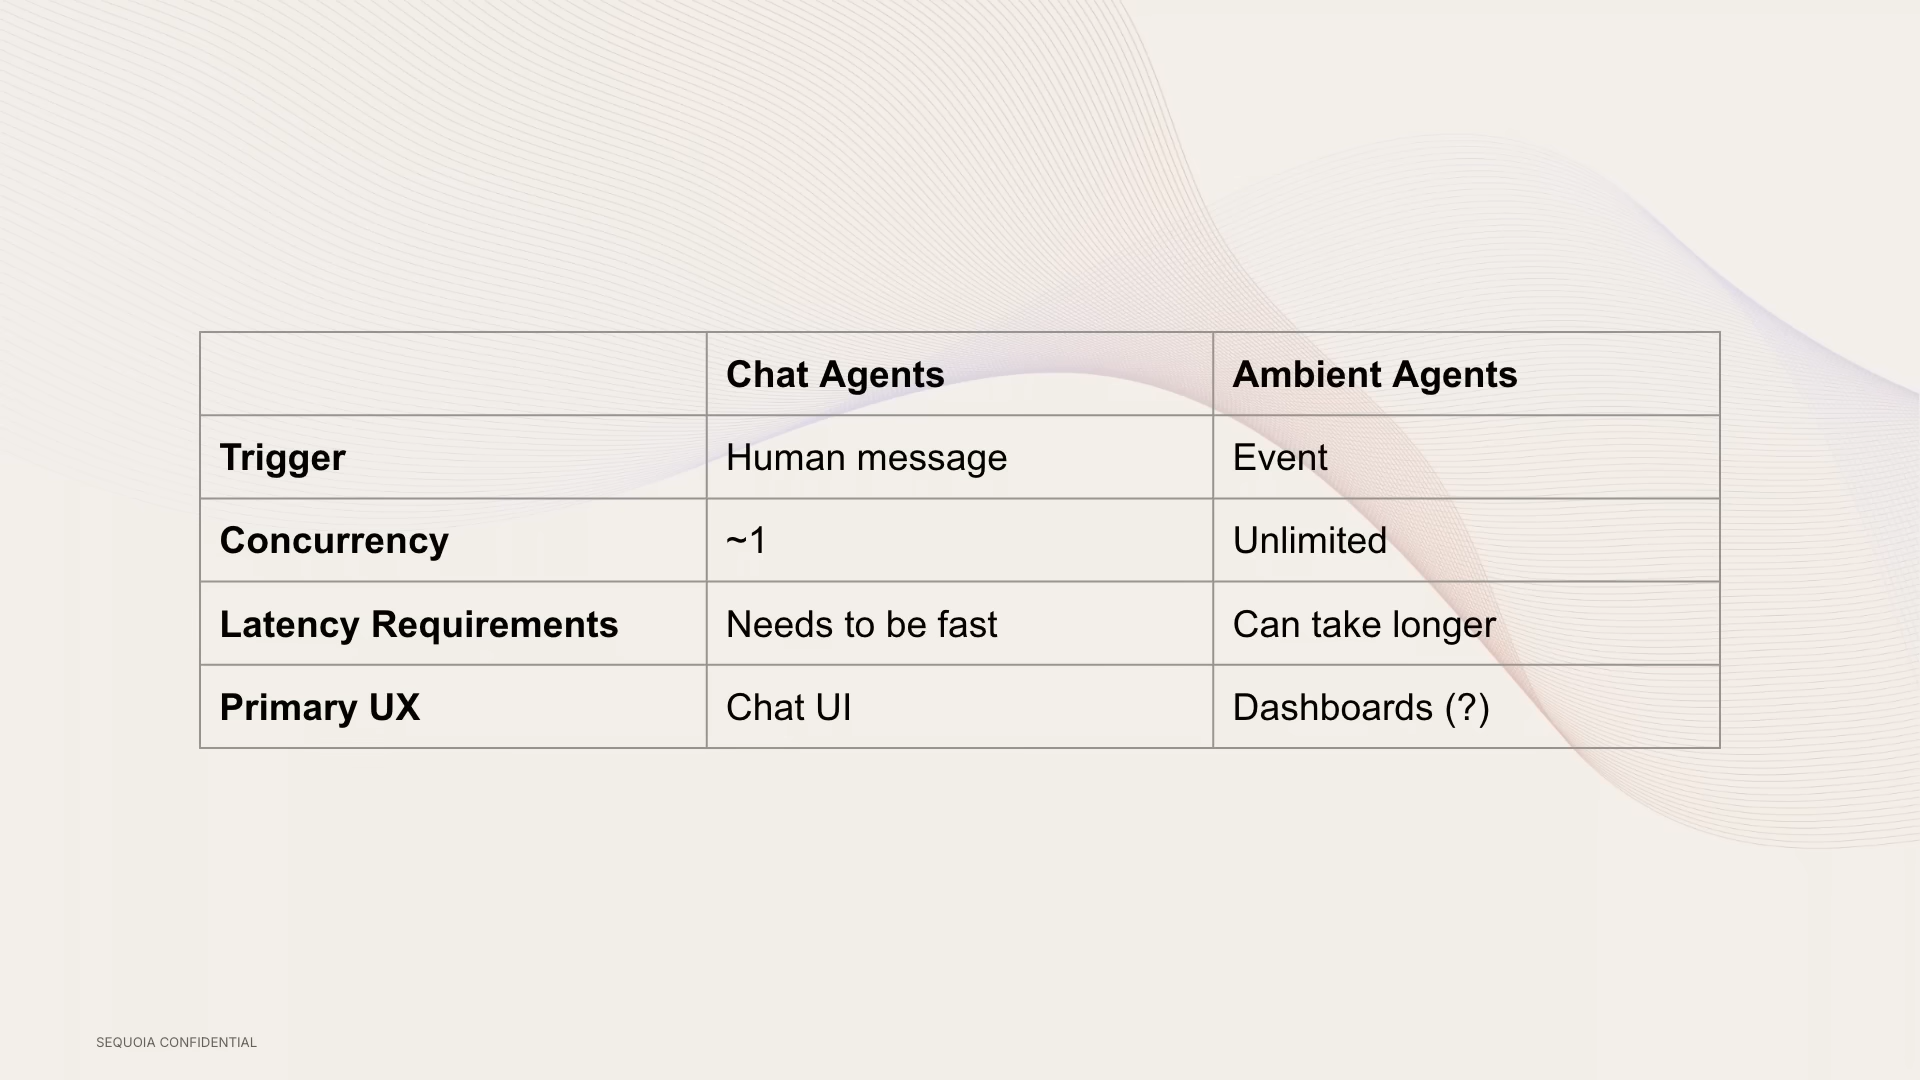 Chat Agents
Ambient Agents
Trigger
Human message
Event
Concurrency
~1
Unlimited
Latency Requirements
Needs to be fast
Can take longer
Primary UX
Chat UI
Dashboards (?)
SEQUOIA CONFIDENTIAL